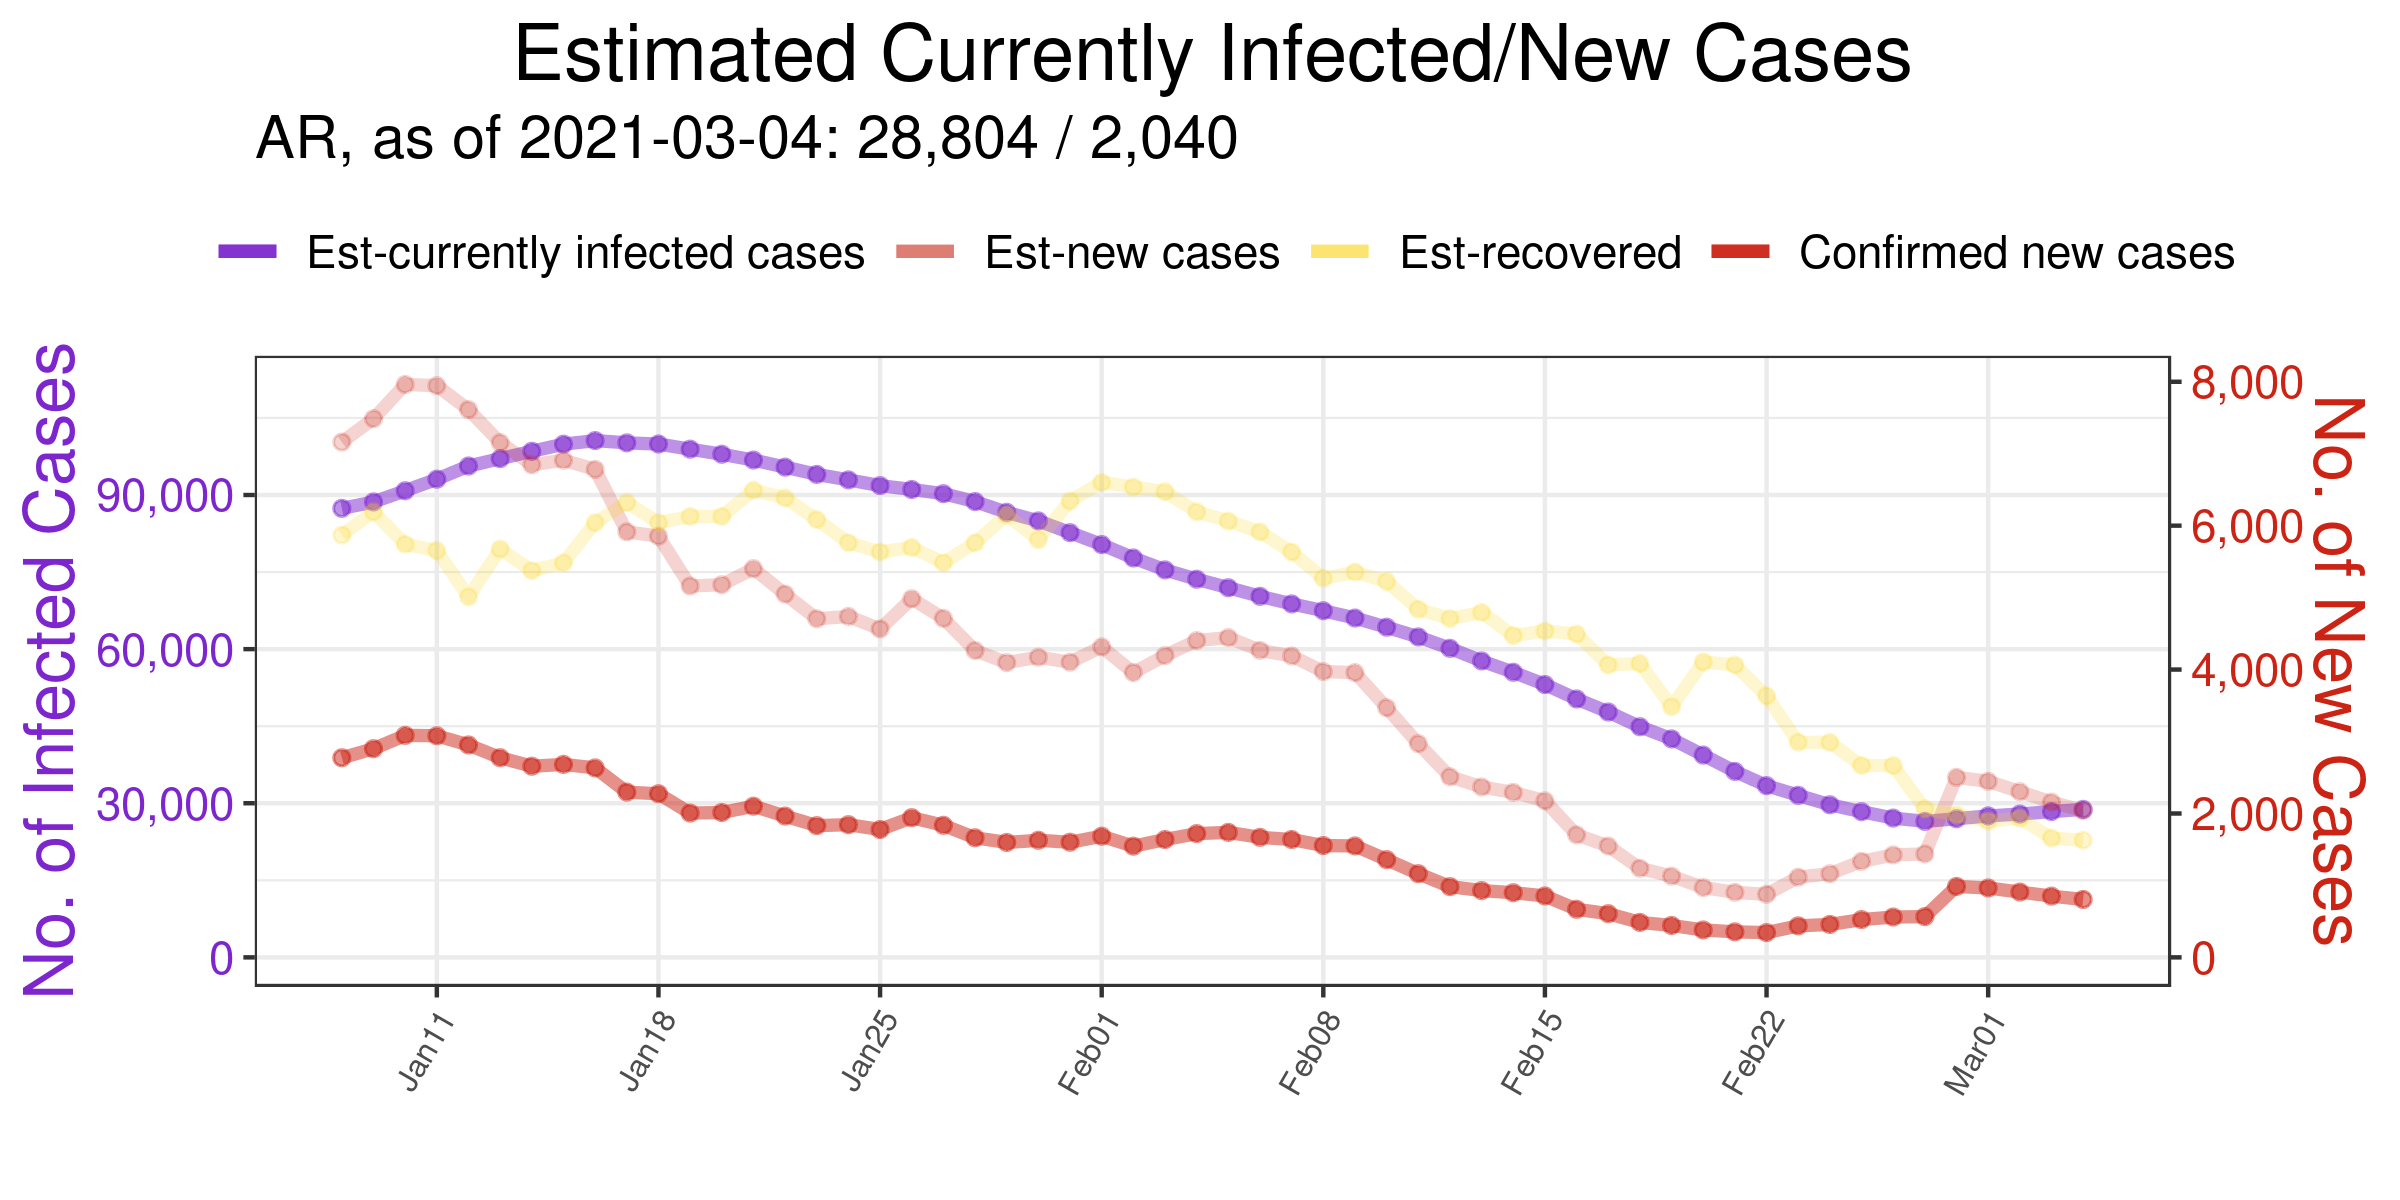 Estimated Currently Infected/New Cases
AR, as of 2021-03-04: 28,804 / 2,040
Est-currently infected cases Est-new cases Est-recovered Confirmed new cases
No. of Infected Cases
90,000
60,000
30,000
0
8,000
6,000
4,000
2,000
0
No. of New Cases
Jan11 Jan18 Jan25 Feb01 Feb08 Feb15 Feb22 Mar01